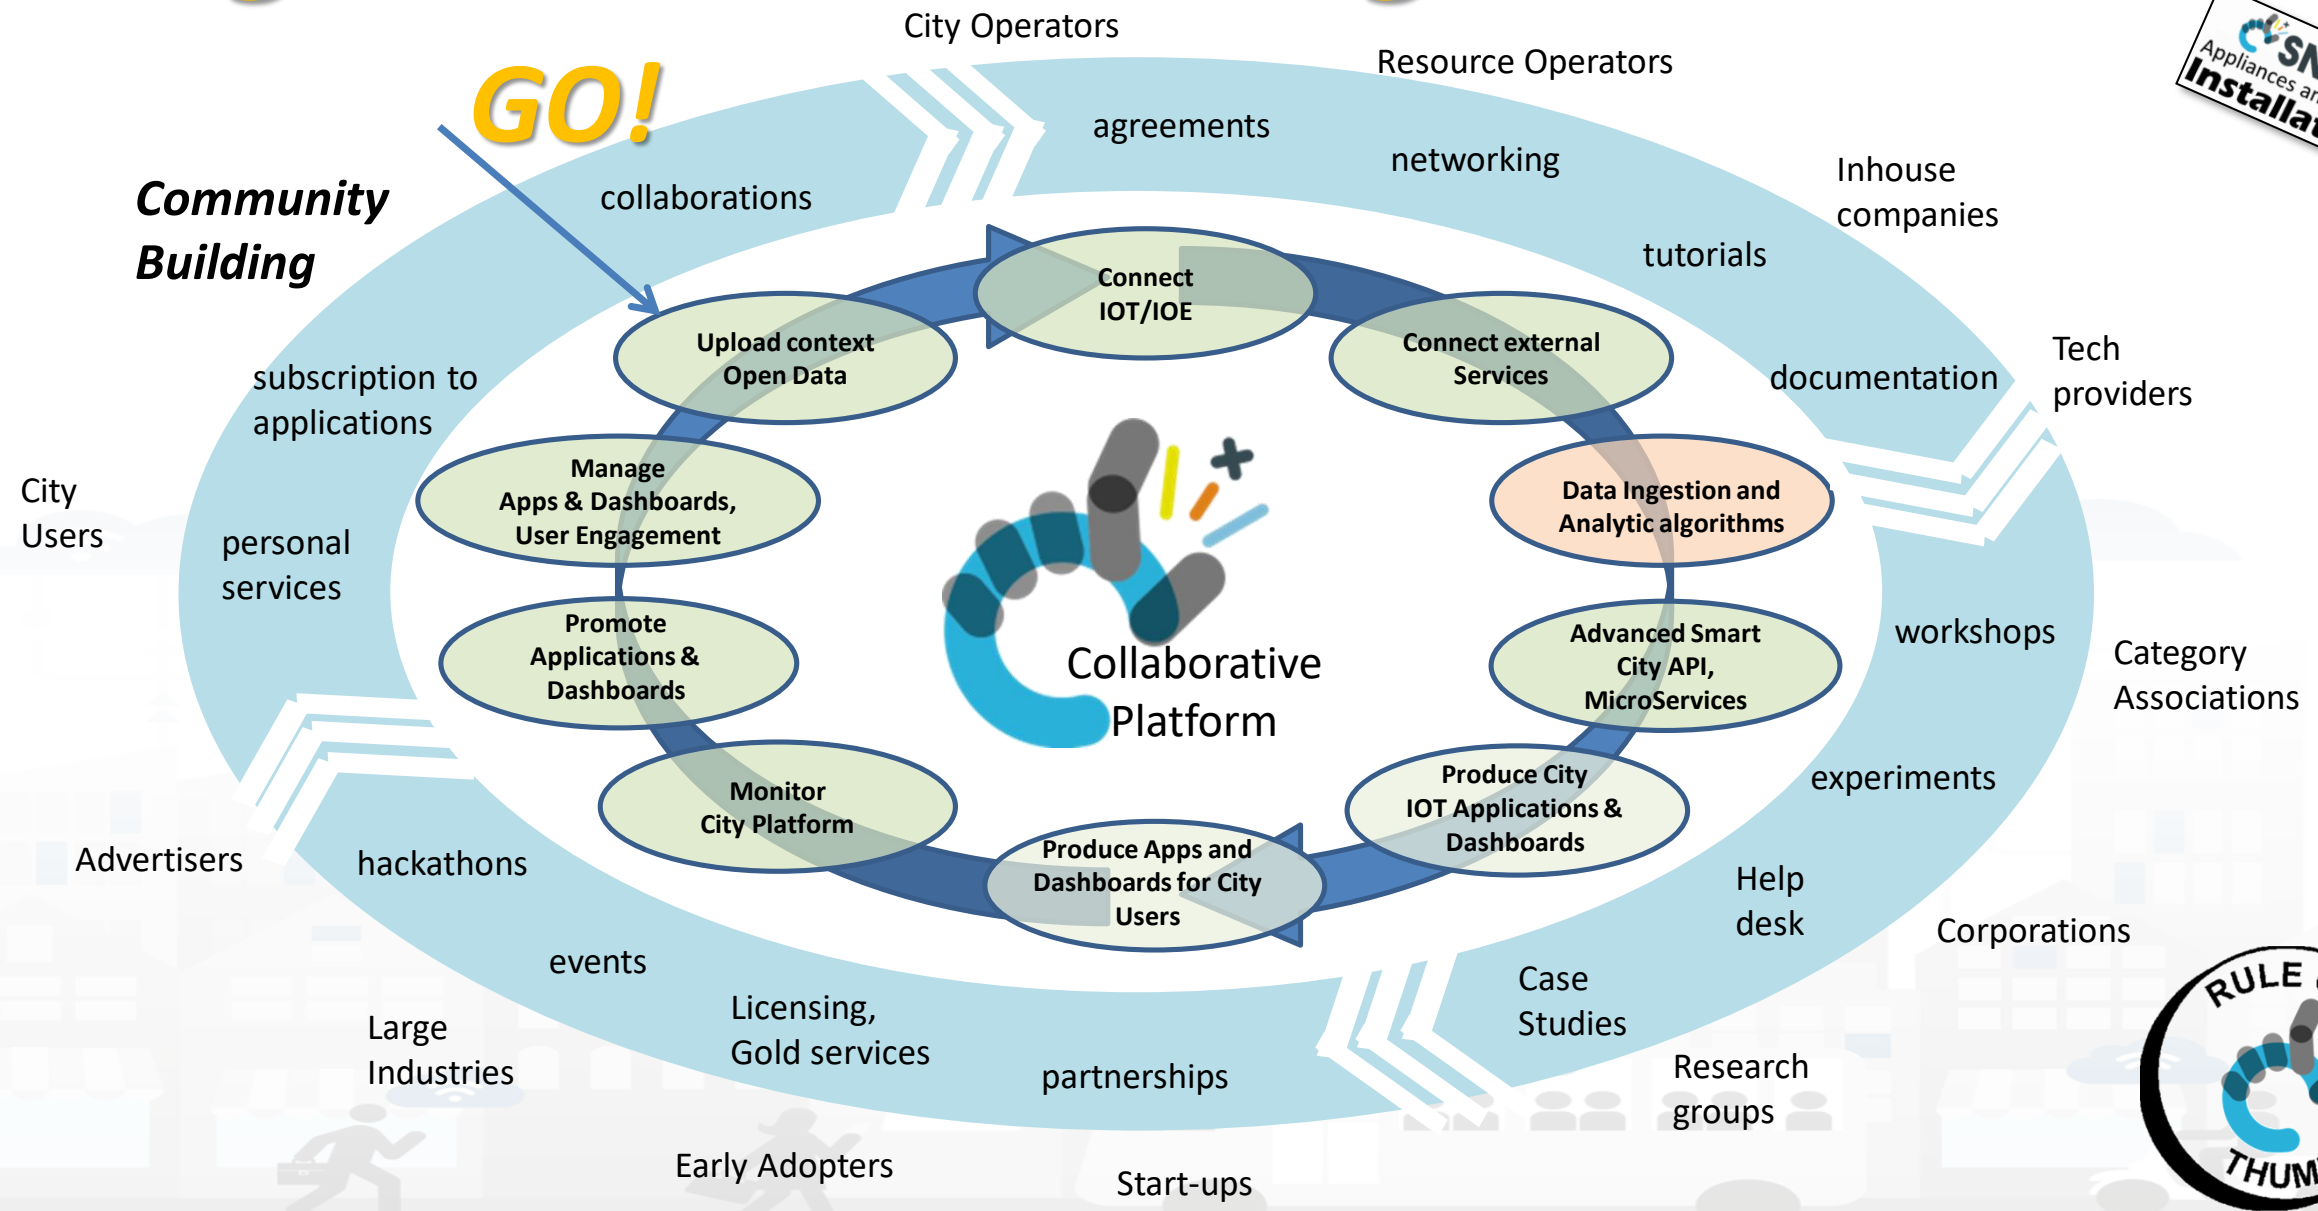 City Operators
Resource Operators
GO!
Appliances
agreements
networking
Inhouse
companies
Community
Building
collaborations
tutorials
Connect
IOT/IOE
Upload context
Open Data
Connect external
Services
Tech
providers
subscription to
applications
documentation
Manage
Apps & Dashboards,
User Engagement
Data Ingestion and
Analytic algorithms
City
Users
personal
services
Promote
Applications &
Dashboards
Collaborative
Platform
Advanced Smart
City API,
MicroServices
workshops
Category
Associations
Monitor
City Platform
Produce City
IOT Applications &
Dashboards
experiments
Produce Apps and
Dashboards for City
Users
Advertisers
hackathons
Help
desk
Corporations
events
Case
Studies
Licensing,
Gold services
Large
Industries
partnerships
Research
groups
Early Adopters
Start-ups
RULE